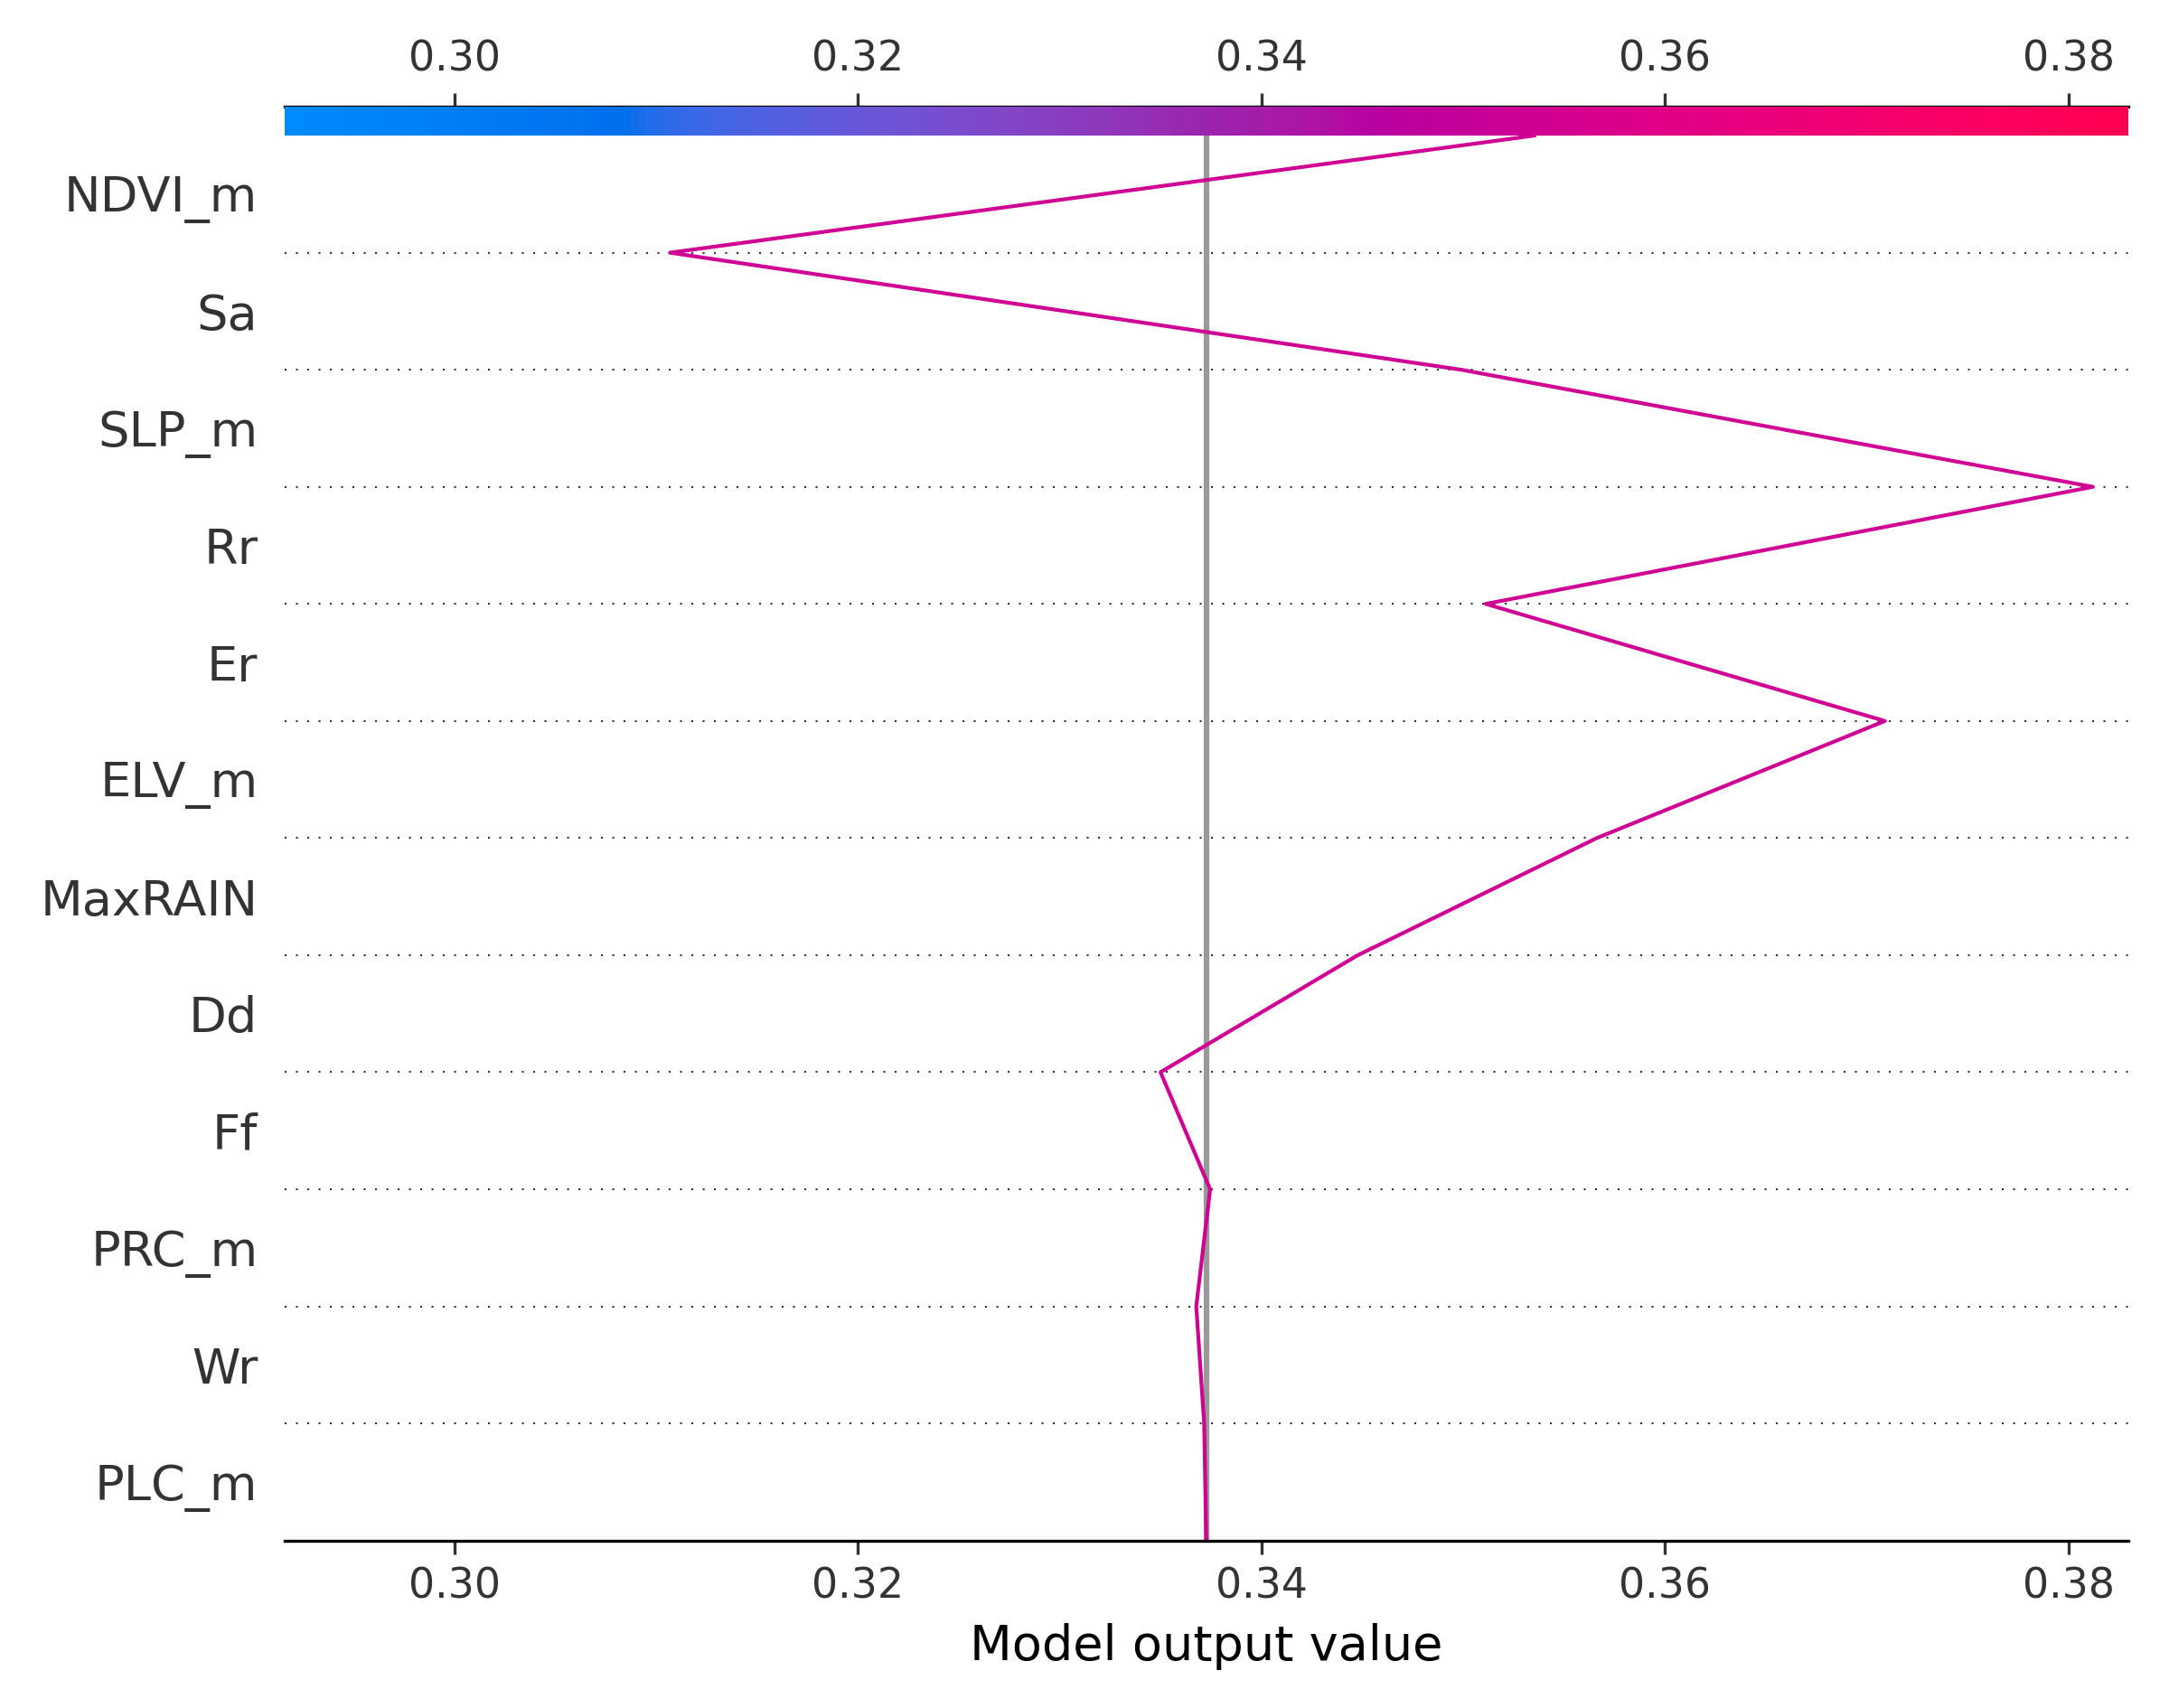 0.30 0.32 0.34 0.36 0.38
NDVI_m
Sa
SLP_m
Rr
Er
ELV_m
MaxRAIN
Dd
Ff
PRC_m
Wr
PLC_m
0.30 0.32 0.34 0.36 0.38
Model output value